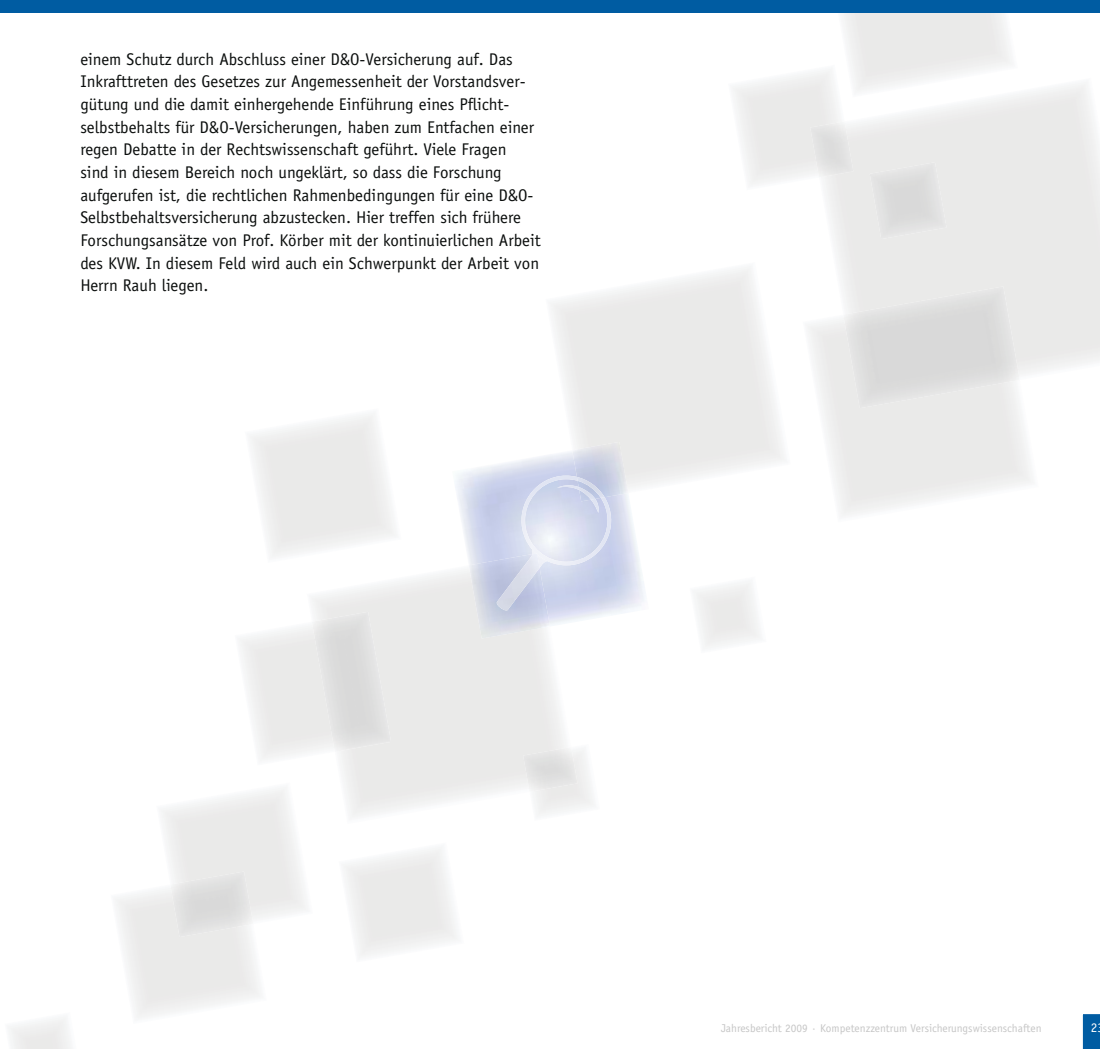 einem Schutz durch Abschluss einer D&O-Versicherung auf. Das
Inkrafttreten des Gesetzes zur Angemessenheit der Vorstandsver-
gütung und die damit einhergehende Einführung eines Pflicht-
selbstbehalts für D&O-Versicherungen, haben zum Entfachen einer
regen Debatte in der Rechtswissenschaft geführt. Viele Fragen
sind in diesem Bereich noch ungeklärt, so dass die Forschung
aufgerufen ist, die rechtlichen Rahmenbedingungen für eine D&O-
Selbstbehaltsversicherung abzustecken. Hier treffen sich frühere
Forschungsansätze von Prof. Körber mit der kontinuierlichen Arbeit
des KVW. In diesem Feld wird auch ein Schwerpunkt der Arbeit von
Herrn Rauh liegen.
Jahresbericht 2009 · Kompetenzzentrum Versicherungswissenschaften
23